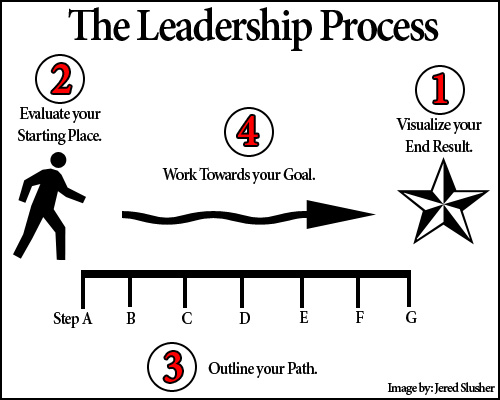 The Leadership Process
2
Evaluate your
Starting Place.
1
Visualize your
End Result.
4
Work Towards your Goal.
Step A B C D E F G
3
Outline your Path.
Image by: Jered Slusher